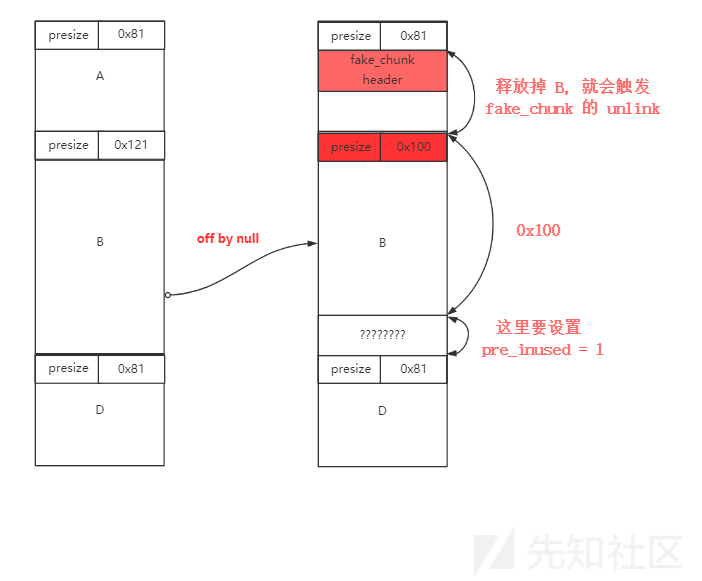 presize 0x81
A
presize 0x121
B
presize 0x81
D
off by null
presize 0x81
fake_chunk
header
presize 0x100
B
????????
presize 0x81
D
释放掉 B, 就会触发
fake_chunk 的 unlink
0x100
这里要设置
pre_inused = 1
先知社区